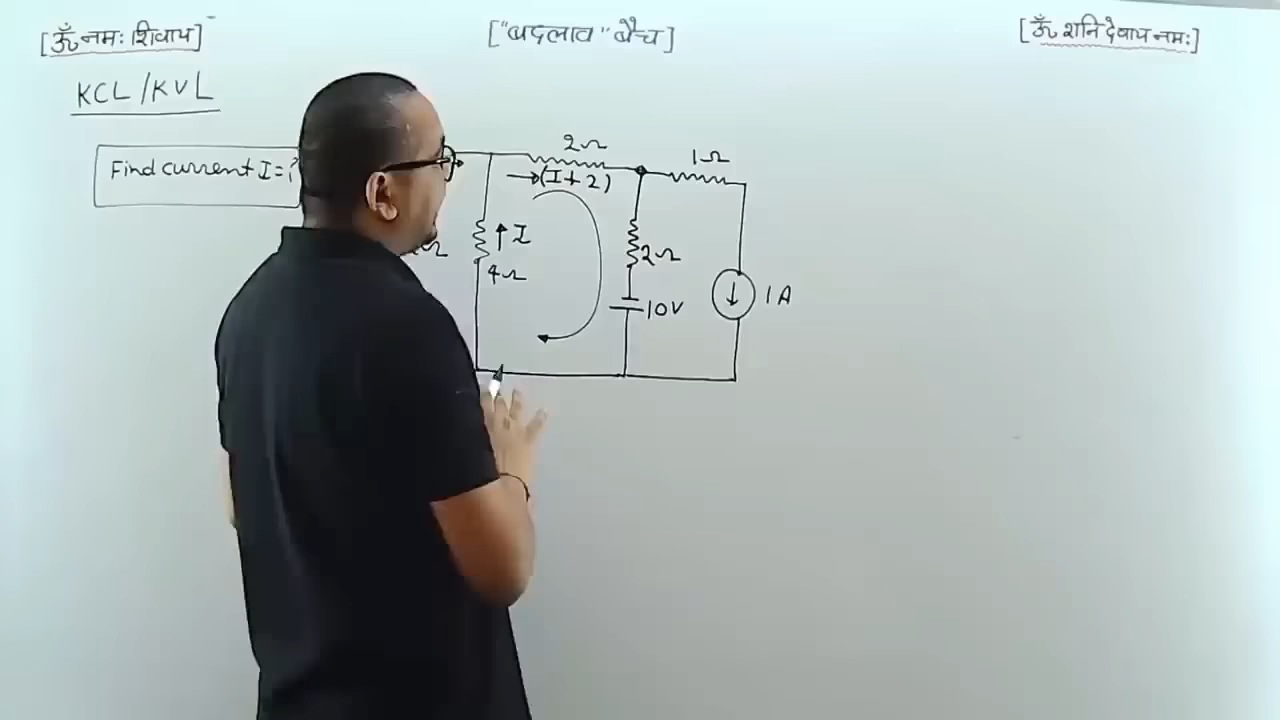 [ॐ नमः शिवाय]
["बदलाव" बैच]
[ॐ शनि देवाय नमः]
KCL/KVL
Find current I=?
2Ω
1Ω
→(I+2)
↑I
4Ω
2Ω
10V
↓ 1A